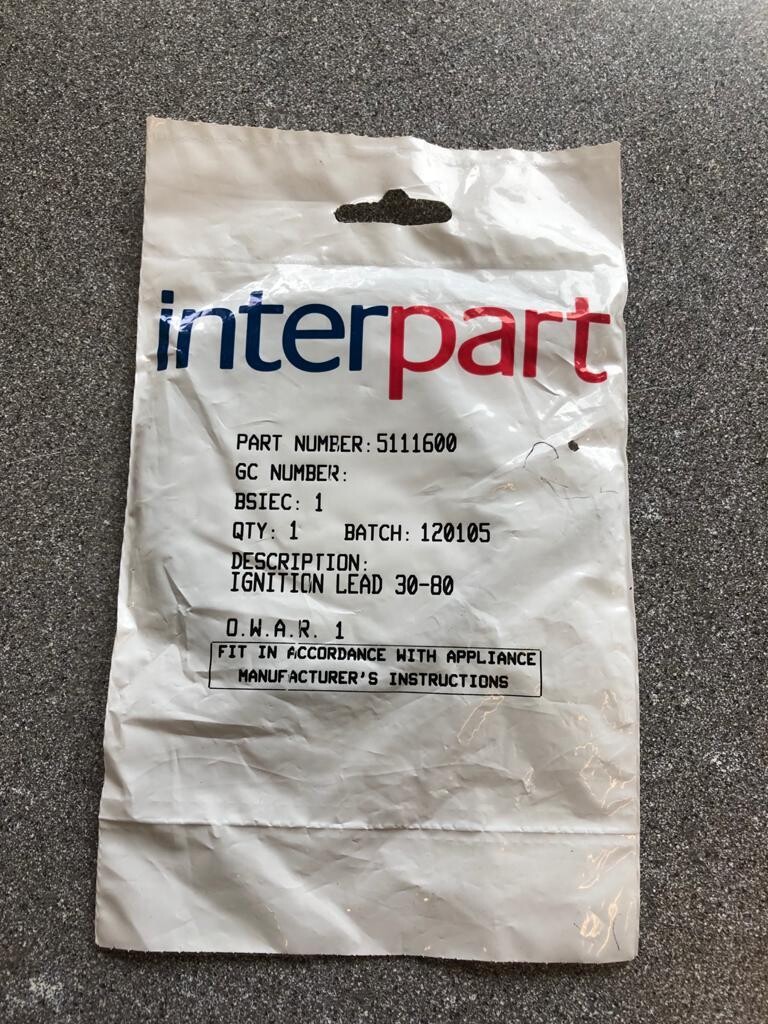 interpart
PART NUMBER: 5111600
GC NUMBER:
BSIEC: 1
QTY: 1 BATCH: 120105
DESCRIPTION:
IGNITION LEAD 30-80
O.W.A.R. 1
FIT IN ACCORDANCE WITH APPLIANCE
MANUFACTURER'S INSTRUCTIONS